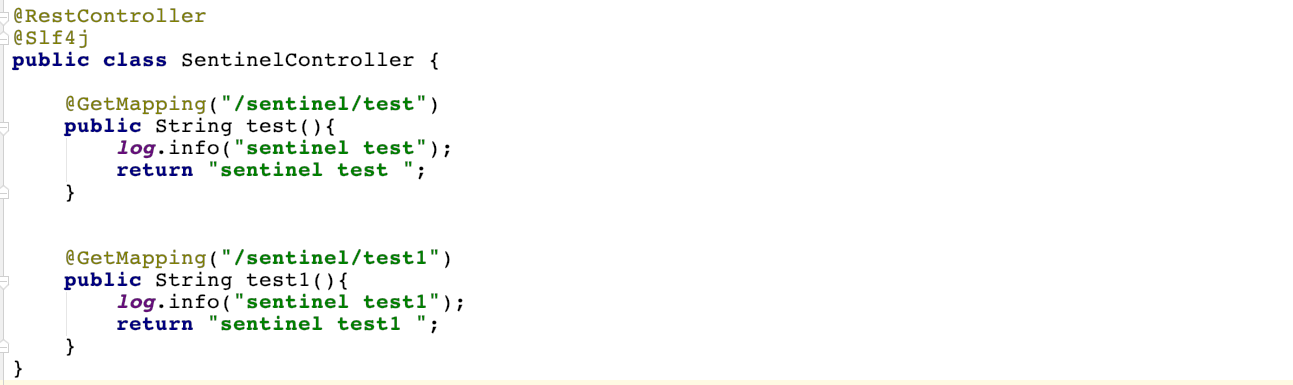 @RestController
@Slf4j
public class SentinelController {
@GetMapping("/sentinel/test")
public String test(){
log.info("sentinel test");
return "sentinel test ";
}
@GetMapping("/sentinel/test1")
public String test1(){
log.info("sentinel test1");
return "sentinel test1 ";
}
}